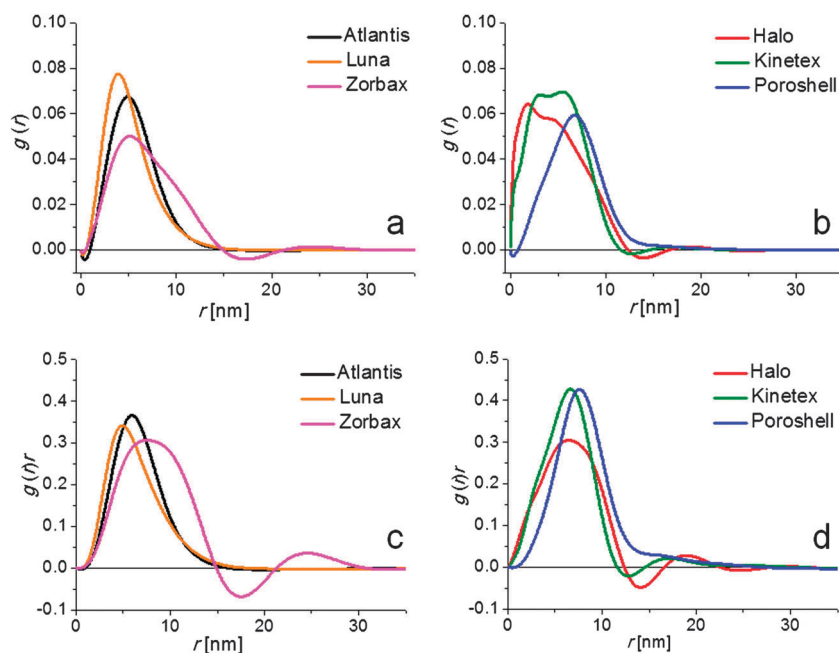 Atlantis
Luna
Zorbax
0.10
0.08
0.06
0.04
0.02
0.00
g (r)
a
0
10
20
30
r [nm]
Halo
Kinetex
Poroshell
0.10
0.08
0.06
0.04
0.02
0.00
g (r)
b
0
10
20
30
r [nm]
Atlantis
Luna
Zorbax
0.5
0.4
0.3
0.2
0.1
0.0
-0.1
g (r)r
c
0
10
20
30
r [nm]
Halo
Kinetex
Poroshell
0.5
0.4
0.3
0.2
0.1
0.0
-0.1
g (r)r
d
0
10
20
30
r [nm]